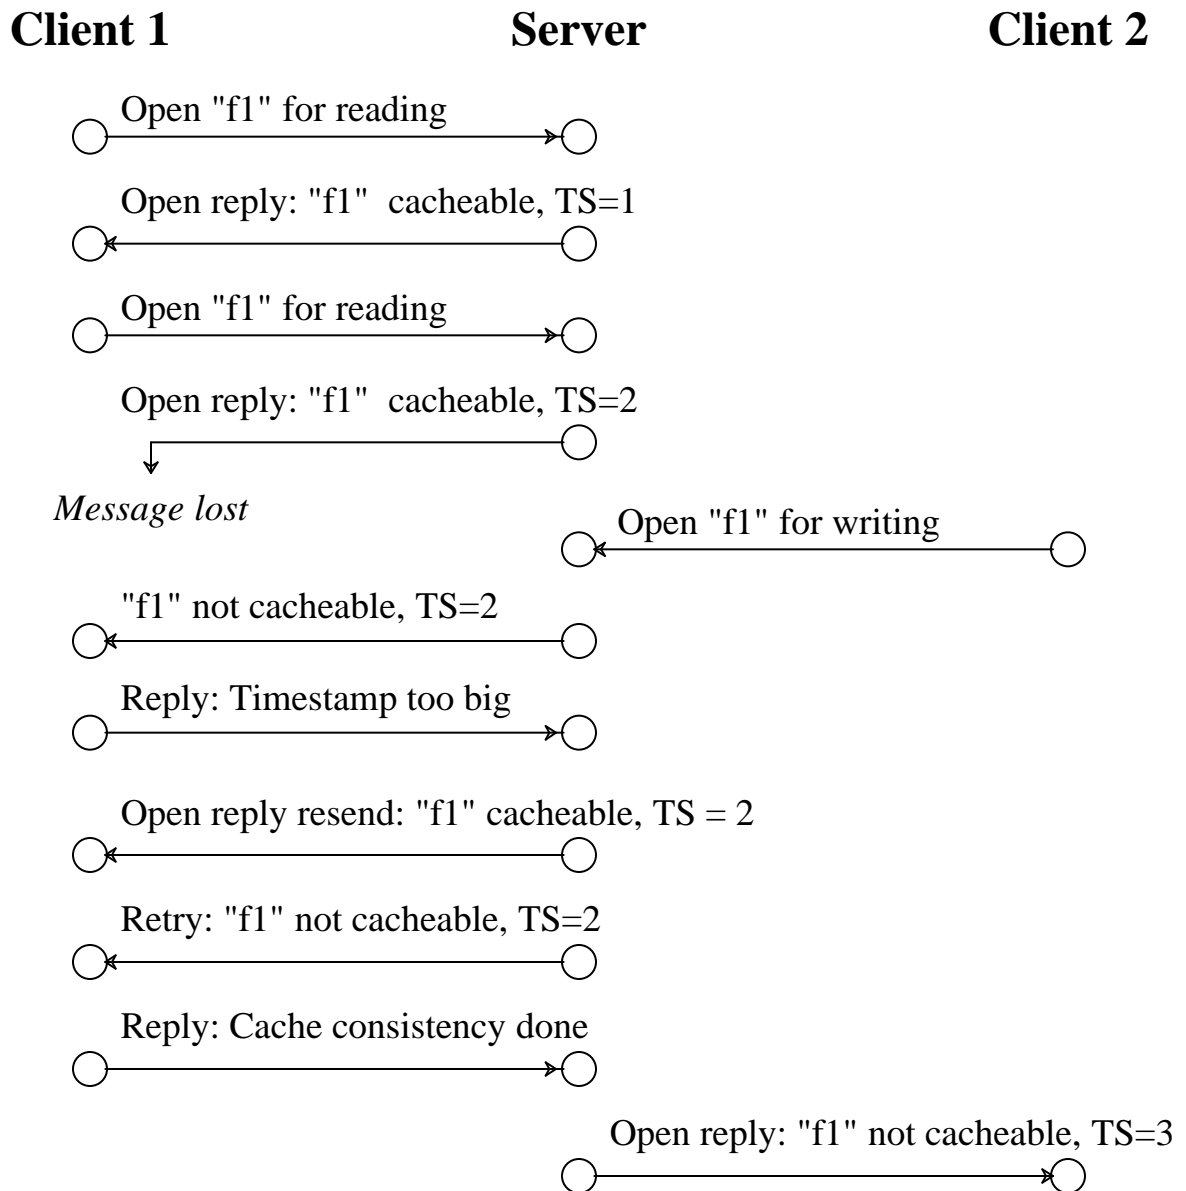 Client 1 Server Client 2
Open "f1" for reading
Open reply: "f1" cacheable, TS=1
Open "f1" for reading
Open reply: "f1" cacheable, TS=2
Message lost
Open "f1" for writing
"f1" not cacheable, TS=2
Reply: Timestamp too big
Open reply resend: "f1" cacheable, TS = 2
Retry: "f1" not cacheable, TS=2
Reply: Cache consistency done
Open reply: "f1" not cacheable, TS=3